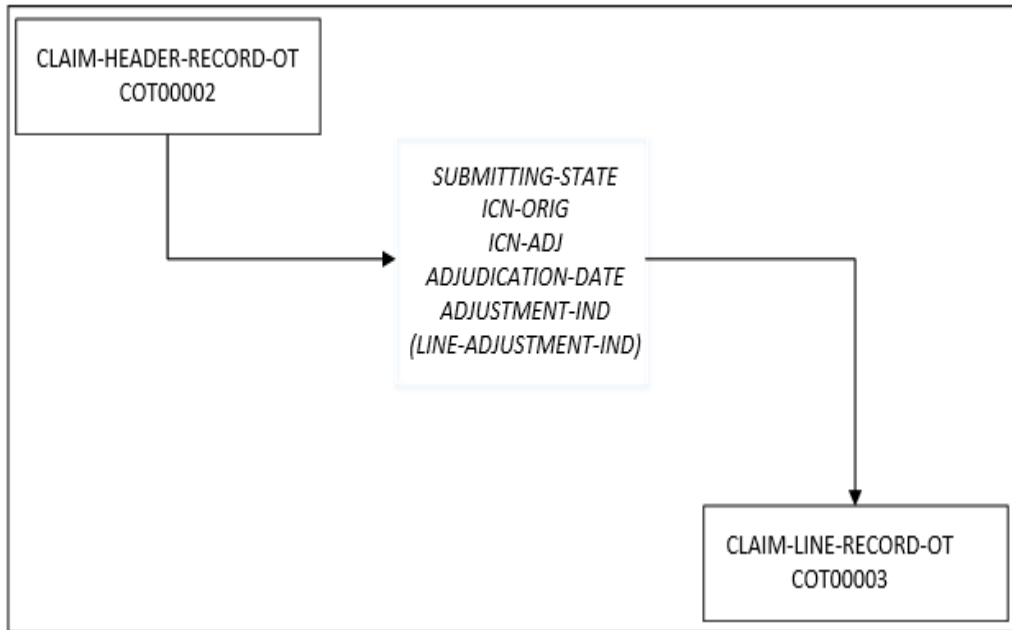 CLAIM-HEADER-RECORD-OT
COT00002
SUBMITTING-STATE
ICN-ORIG
ICN-ADJ
ADJUDICATION-DATE
ADJUSTMENT-IND
(LINE-ADJUSTMENT-IND)
CLAIM-LINE-RECORD-OT
COT00003